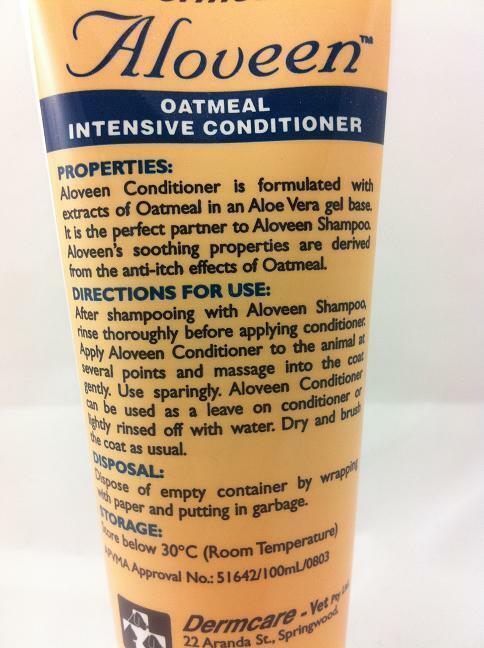 Aloveen™
OATMEAL
INTENSIVE CONDITIONER
PROPERTIES:
Aloveen Conditioner is formulated with
extracts of Oatmeal in an Aloe Vera gel base.
It is the perfect partner to Aloveen Shampoo.
Aloveen's soothing properties are derived
from the anti-itch effects of Oatmeal.
DIRECTIONS FOR USE:
After shampooing with Aloveen Shampoo,
rinse thoroughly before applying conditioner.
Apply Aloveen Conditioner to the animal at
several points and massage into the coat
gently. Use sparingly. Aloveen Conditioner
can be used as a leave on conditioner or
lightly rinsed off with water. Dry and brush
the coat as usual.
DISPOSAL:
Dispose of empty container by wrapping
with paper and putting in garbage.
STORAGE:
Store below 30°C (Room Temperature)
APVMA Approval No.: 51642/100mL/0803
Dermcare - Vet Pty
22 Aranda St., Springwood,